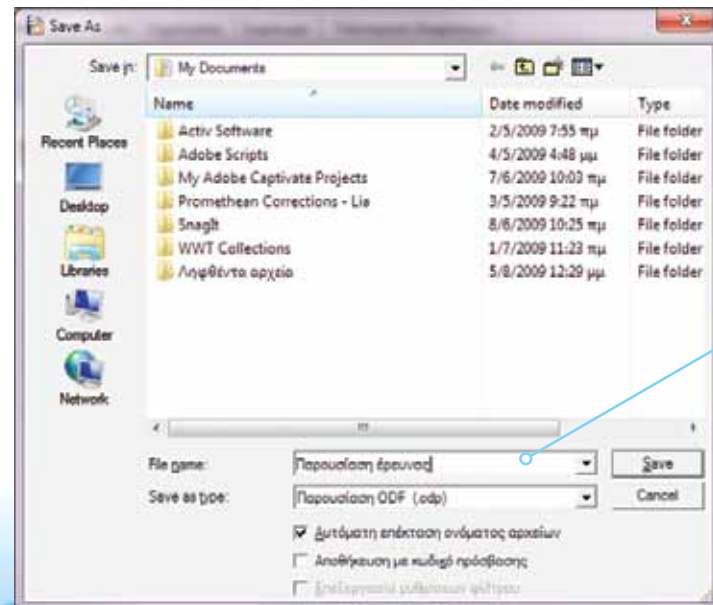 Save As
Save in: My Documents
Name Date modified Type
Activ Software 2/5/2009 7:55 πμ File folder
Adobe Scripts 4/5/2009 4:48 μμ File folder
My Adobe Captivate Projects 7/6/2009 10:03 πμ File folder
Promethean Corrections - Lia 3/5/2009 9:22 πμ File folder
SnagIt 8/6/2009 10:25 πμ File folder
WWT Collections 1/7/2009 11:23 πμ File folder
Ληφθέντα αρχεία 5/8/2009 12:29 μμ File folder
Recent Places
Desktop
Libraries
Computer
Network
File name: Παρουσίαση έρευνας Save
Save as type: Παρουσίαση ODF (.odp) Cancel
Αυτόματη επέκταση ονόματος αρχείων
Αποθήκευση με κωδικό πρόσβασης
Επεξεργασία ρυθμίσεων φίλτρου